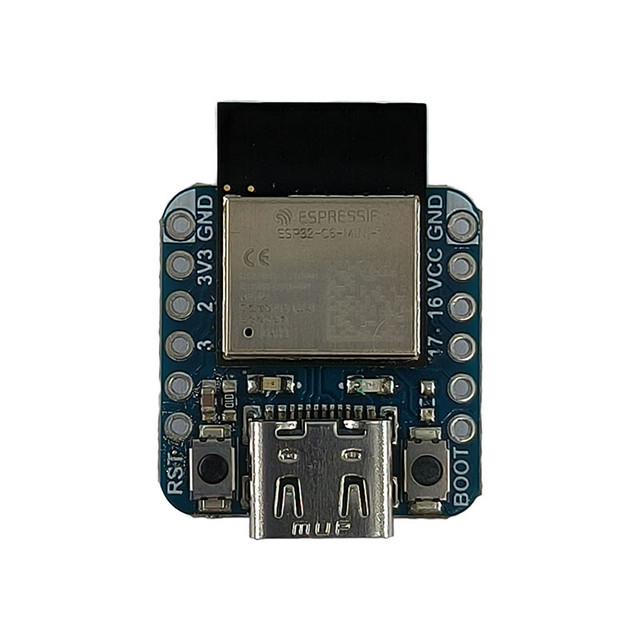 ESPRESSIF
ESP32-C6-MINI-1
CE
GND
3V3
2
3
RST
GND
VCC
16
17
BOOT
MUF